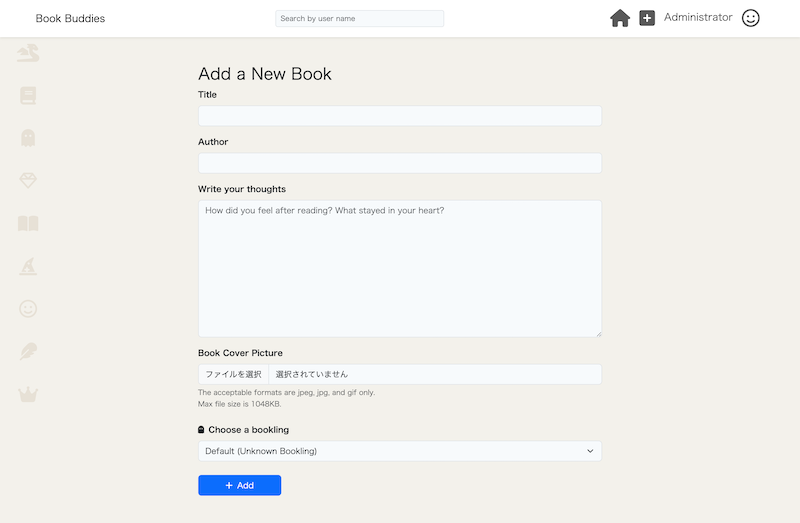 Book Buddies
Search by user name
Administrator
Add a New Book
Title
Author
Write your thoughts
How did you feel after reading? What stayed in your heart?
Book Cover Picture
ファイルを選択 選択されていません
The acceptable formats are jpeg, jpg, and gif only.
Max file size is 1048KB.
Choose a bookling
Default (Unknown Bookling)
+ Add